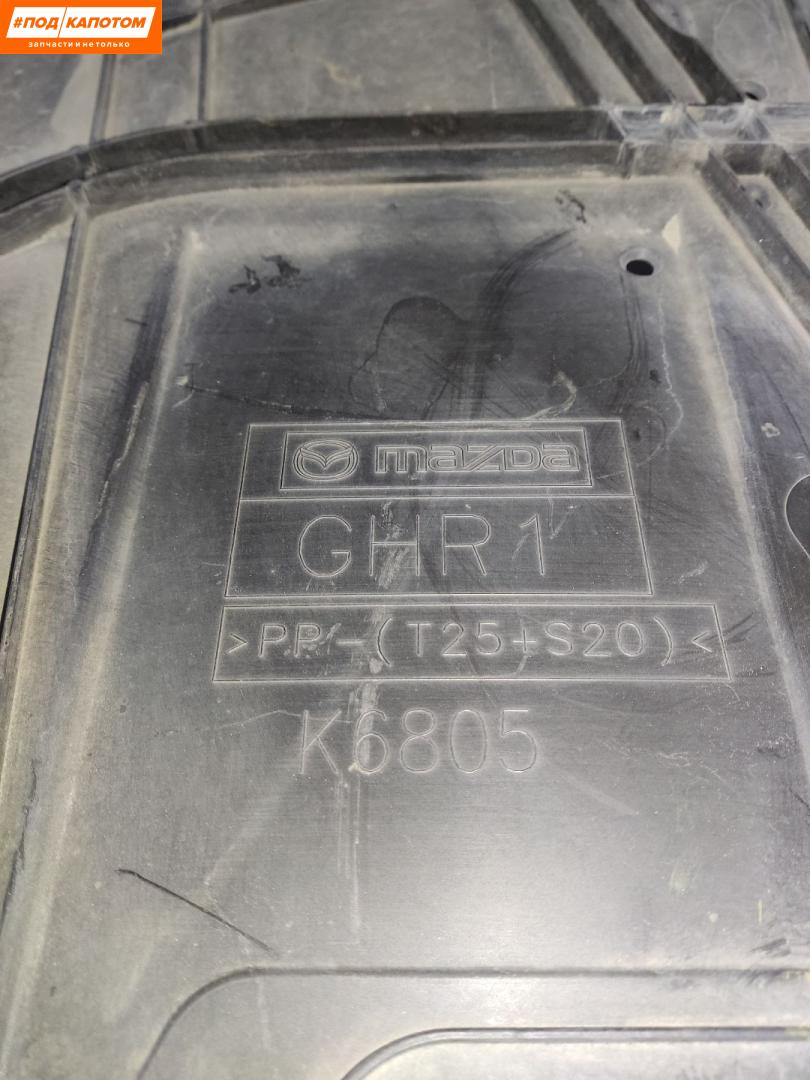 #ПОД КАПОТОМ
запчасти и не только
mazda
GHR1
>PP-(T25+S20)<
K6805